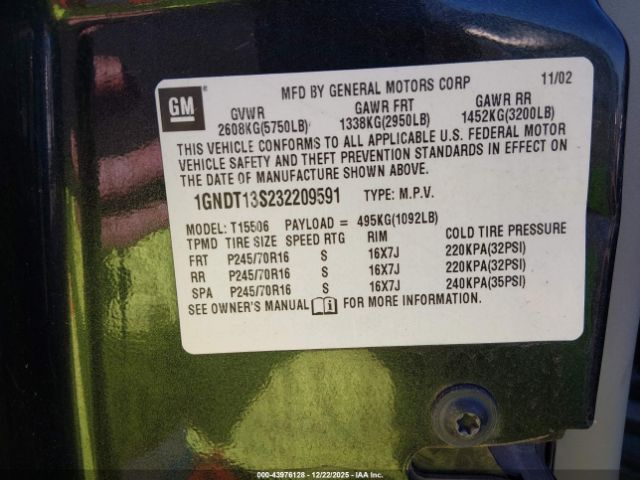 GM
MFD BY GENERAL MOTORS CORP 11/02
GVWR GAWR FRT GAWR RR
2608KG(5750LB) 1338KG(2950LB) 1452KG(3200LB)
THIS VEHICLE CONFORMS TO ALL APPLICABLE U.S. FEDERAL MOTOR
VEHICLE SAFETY AND THEFT PREVENTION STANDARDS IN EFFECT ON
THE DATE OF MANUFACTURE SHOWN ABOVE.
1GNDT13S232209591 TYPE: M.P.V.
MODEL: T15506 PAYLOAD = 495KG(1092LB)
TPMD TIRE SIZE SPEED RTG RIM COLD TIRE PRESSURE
FRT P245/70R16 S 16X7J 220KPA(32PSI)
RR P245/70R16 S 16X7J 220KPA(32PSI)
SPA P245/70R16 S 16X7J 240KPA(35PSI)
SEE OWNER'S MANUAL FOR MORE INFORMATION.
000-43976128 - 12/22/2025 - IAA Inc.